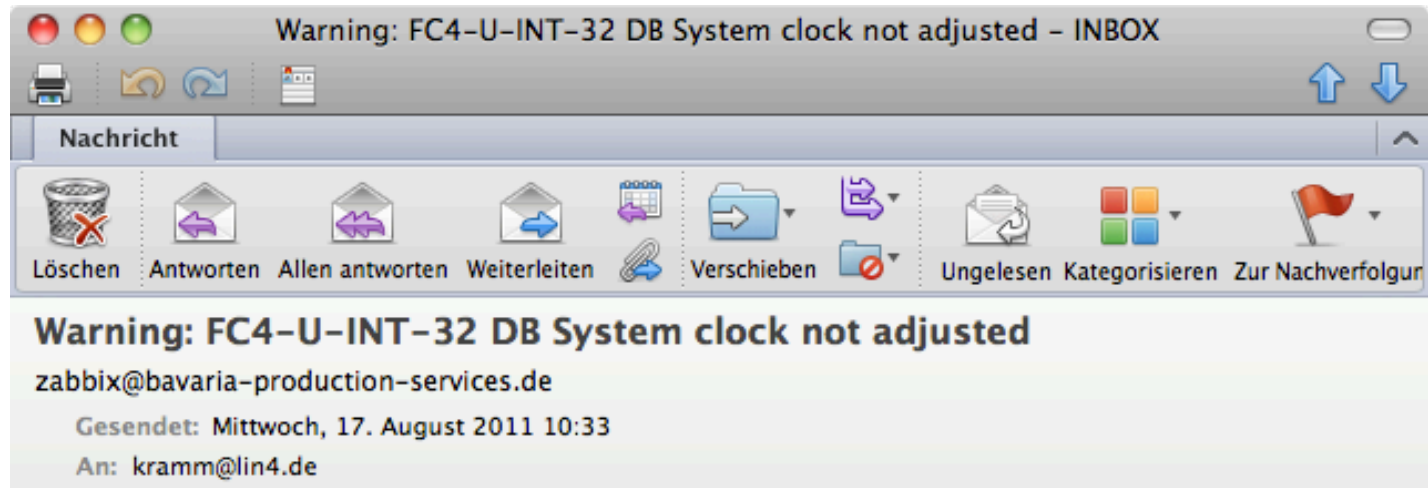 Warning: FC4-U-INT-32 DB System clock not adjusted – INBOX
Nachricht
Löschen Antworten Allen antworten Weiterleiten Verschieben Ungelesen Kategorisieren Zur Nachverfolgur
Warning: FC4-U-INT-32 DB System clock not adjusted
zabbix@bavaria-production-services.de
Gesendet: Mittwoch, 17. August 2011 10:33
An: kramm@lin4.de